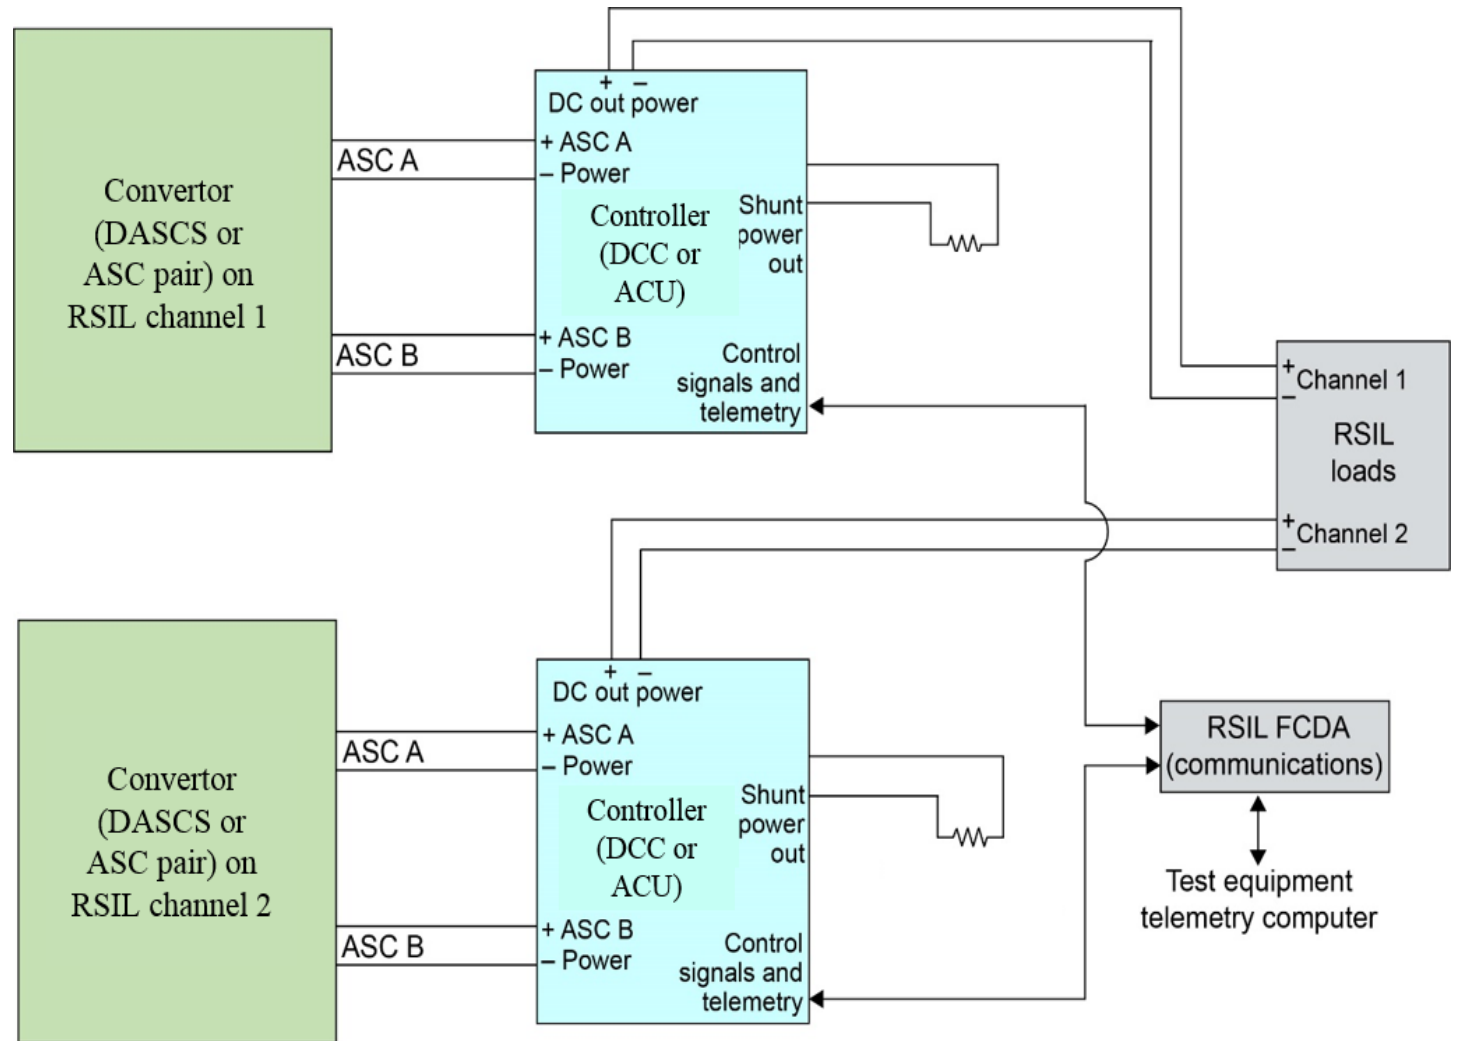 + –
DC out power
+ ASC A
– Power
ASC A
Convertor
(DASCS or
ASC pair) on
RSIL channel 1
Controller
(DCC or
ACU)
Shunt
power
out
ASC B
+ ASC B
– Power
Control
signals and
telemetry
+
Channel 1
–
RSIL
loads
+
Channel 2
–
+ –
DC out power
+ ASC A
– Power
ASC A
Convertor
(DASCS or
ASC pair) on
RSIL channel 2
Controller
(DCC or
ACU)
Shunt
power
out
ASC B
+ ASC B
– Power
Control
signals and
telemetry
RSIL FCDA
(communications)
Test equipment
telemetry computer